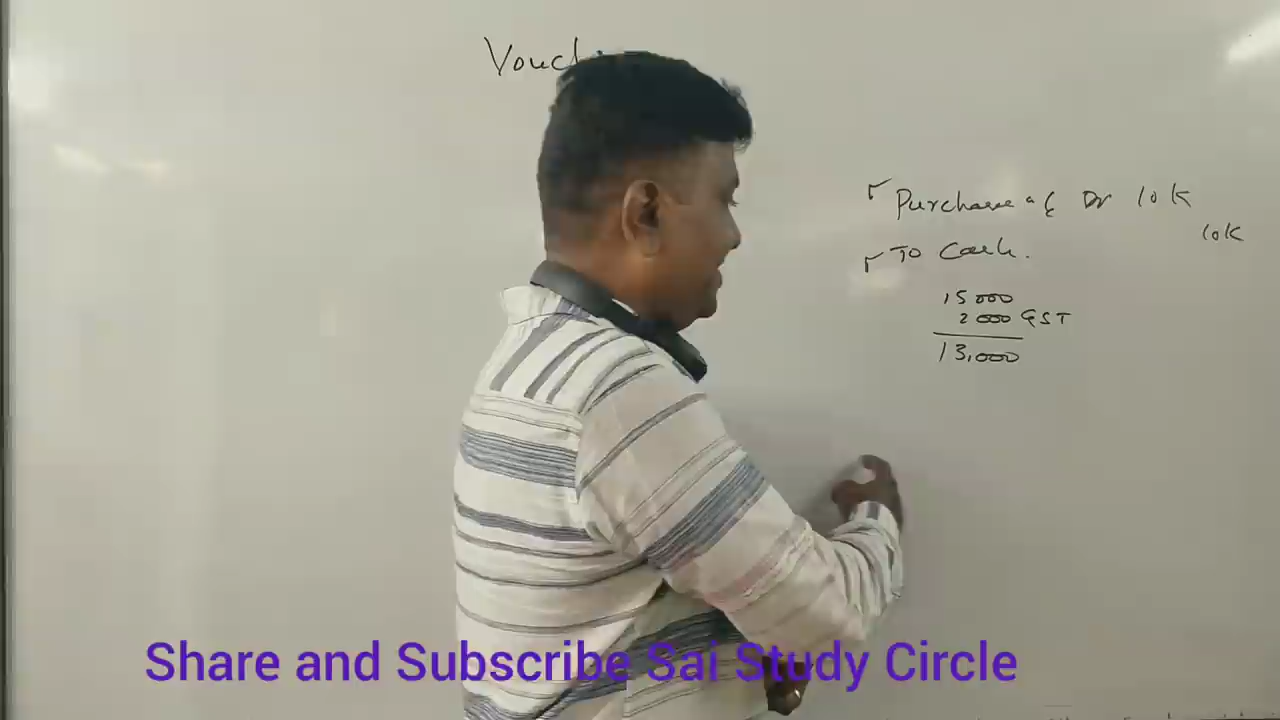 Vouch
Purchase a/c Dr 10k
10k
To Cash.
15000
2000 GST
13,000
Share and Subscribe Sai Study Circle